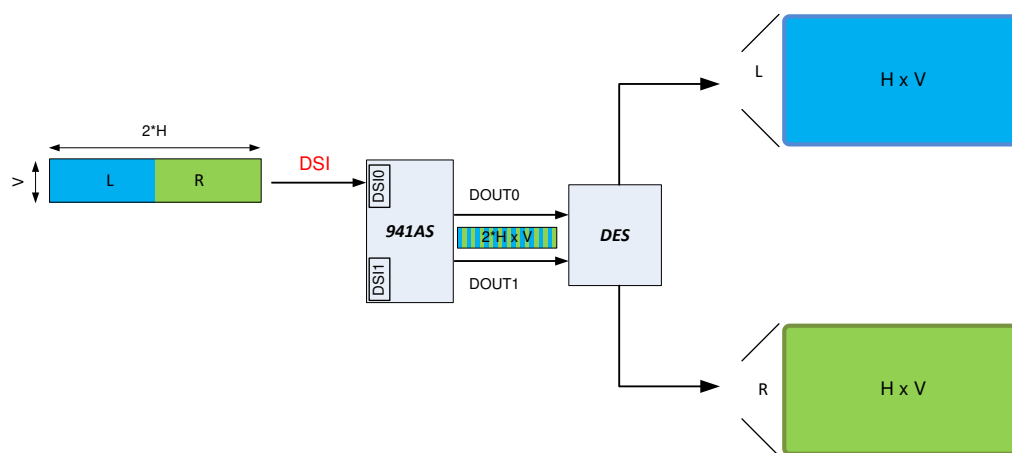 2*H
V
L
R
DSI
DSI0
941AS
DSI1
DOUT0
2*H x V
DOUT1
DES
L
H x V
R
H x V